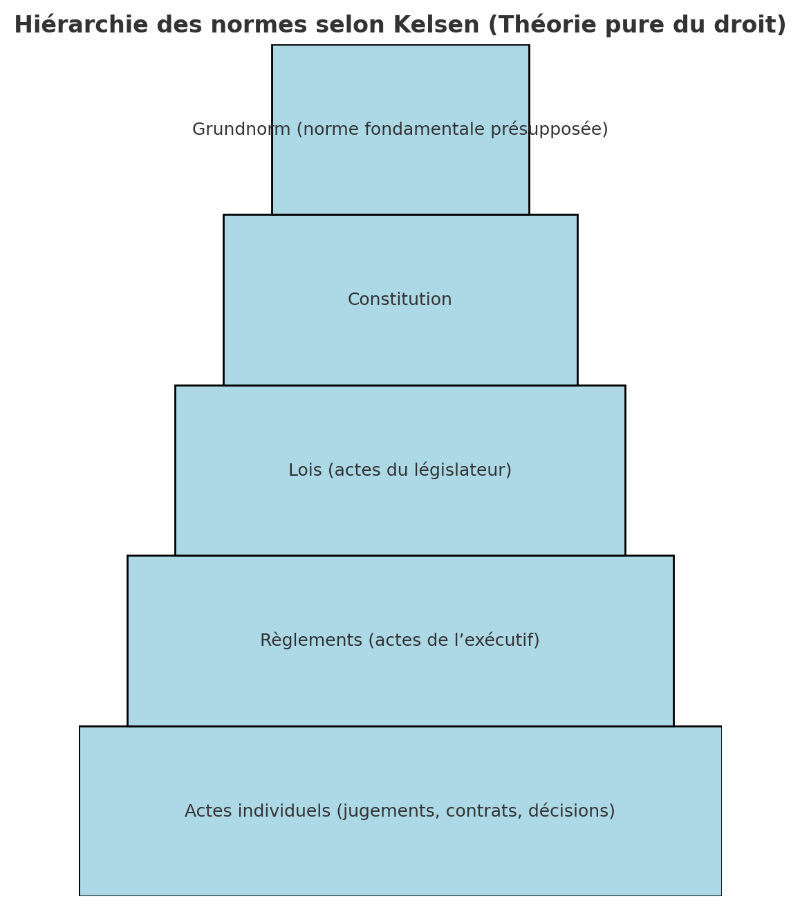 Hiérarchie des normes selon Kelsen (Théorie pure du droit)
Grundnorm (norme fondamentale présupposée)
Constitution
Lois (actes du législateur)
Règlements (actes de l’exécutif)
Actes individuels (jugements, contrats, décisions)